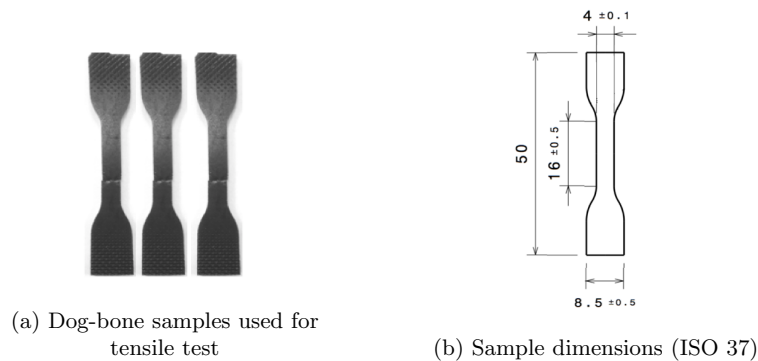 4 ±0.1
50
16 ±0.5
8.5 ±0.5
(a) Dog-bone samples used for
tensile test
(b) Sample dimensions (ISO 37)